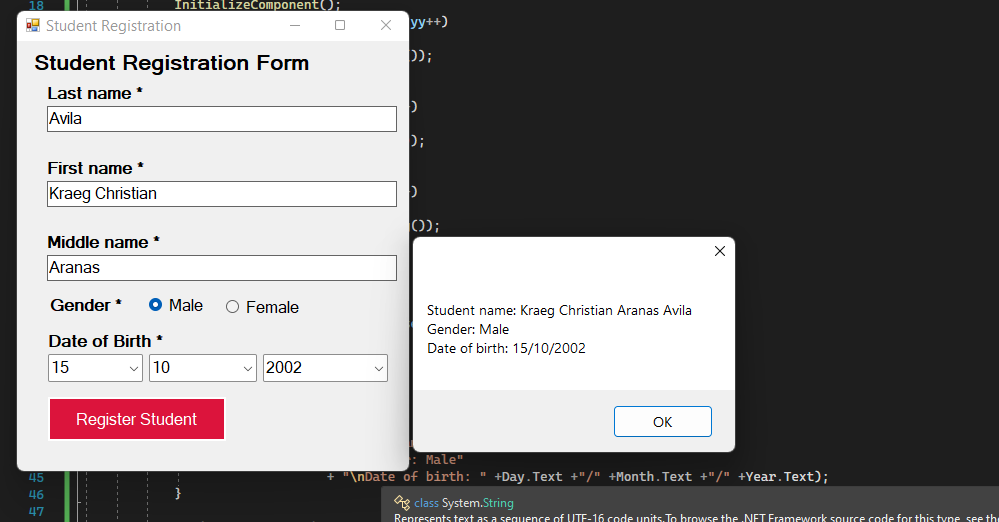 18
InitializeComponent();
Student Registration
yy++)
Student Registration Form
));
Last name *
Avila
)
);
First name *
Kraeg Christian
)
());
Middle name *
Aranas
Gender *
Male
Female
Student name: Kraeg Christian Aranas Avila
Gender: Male
Date of birth: 15/10/2002
Date of Birth *
15
10
2002
Register Student
OK
: Male"
45
+ "\nDate of birth: " +Day.Text +"/" +Month.Text +"/" +Year.Text);
46
}
47
class System.String
Represents text as a sequence of UTF-16 code units.To browse the .NET Framework source code for this type, see the